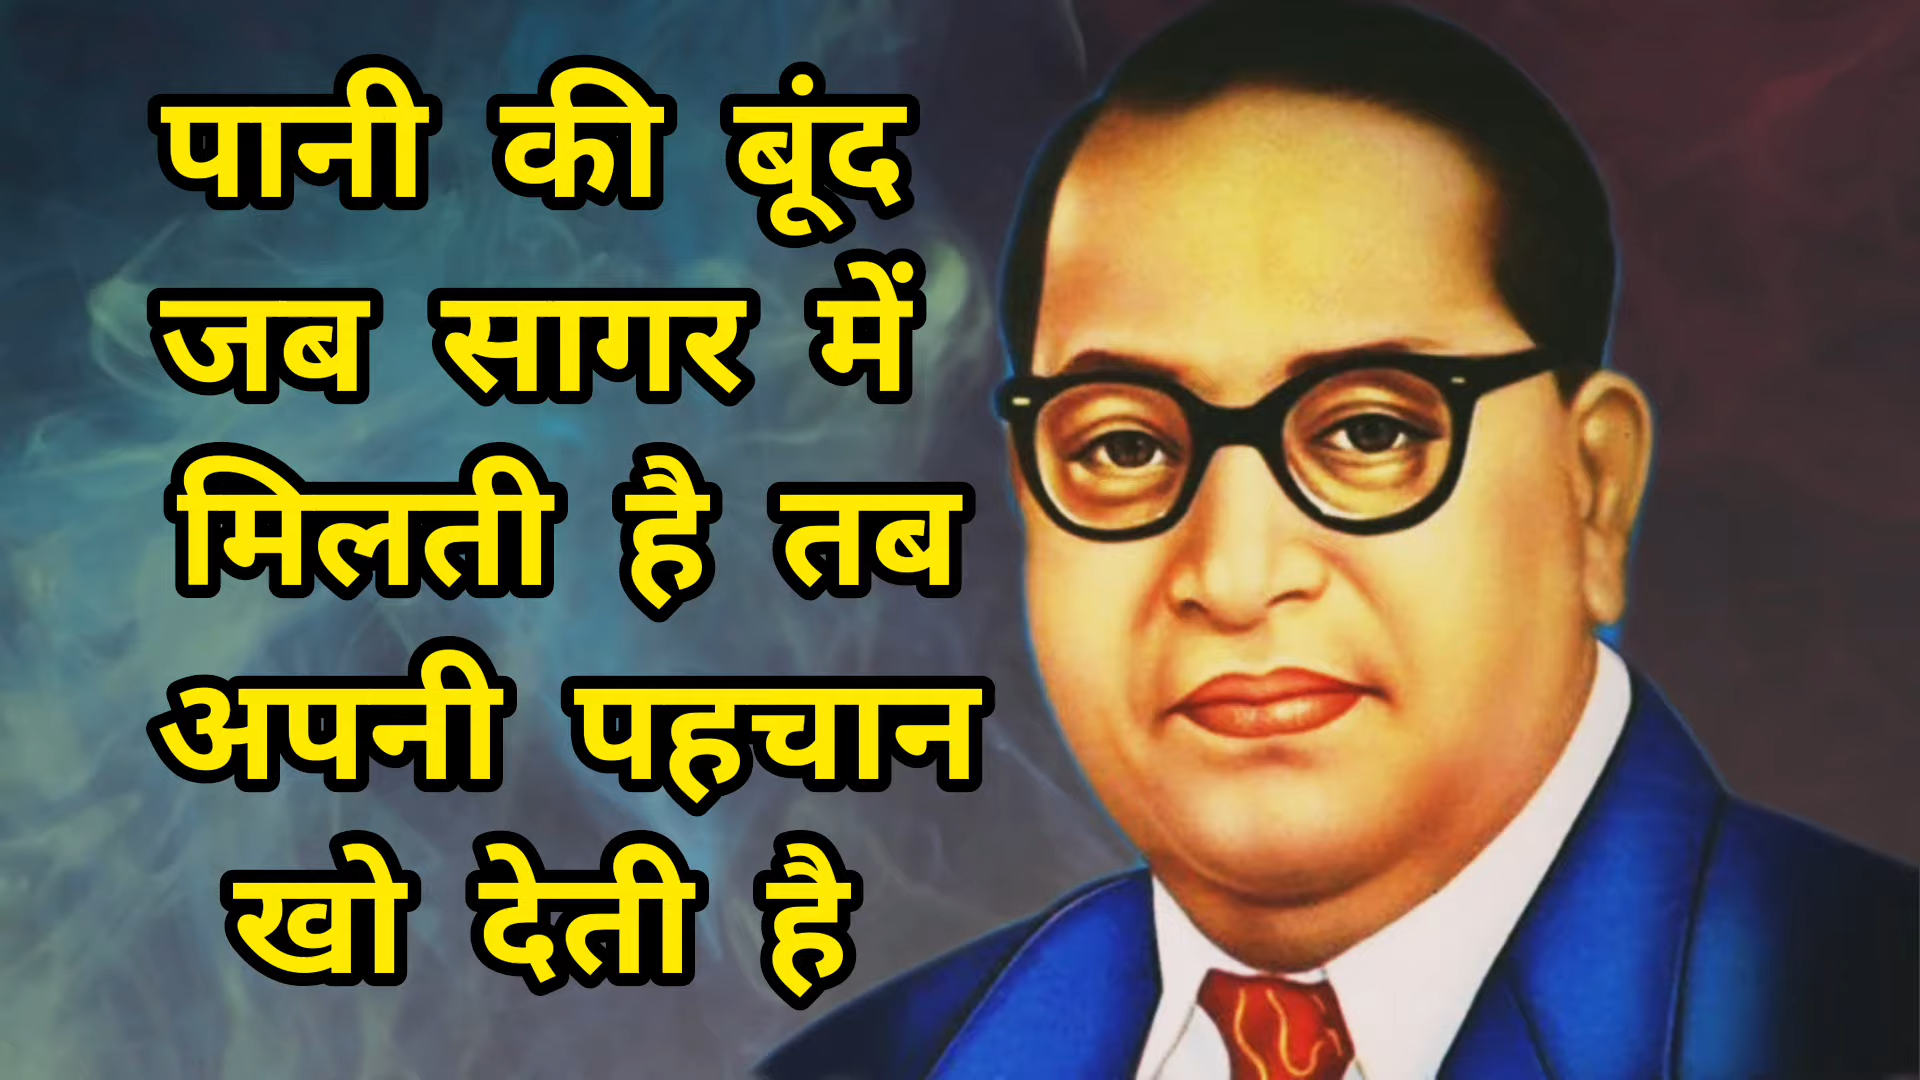 पानी की बूंद
जब सागर में
मिलती है तब
अपनी पहचान
खो देती है